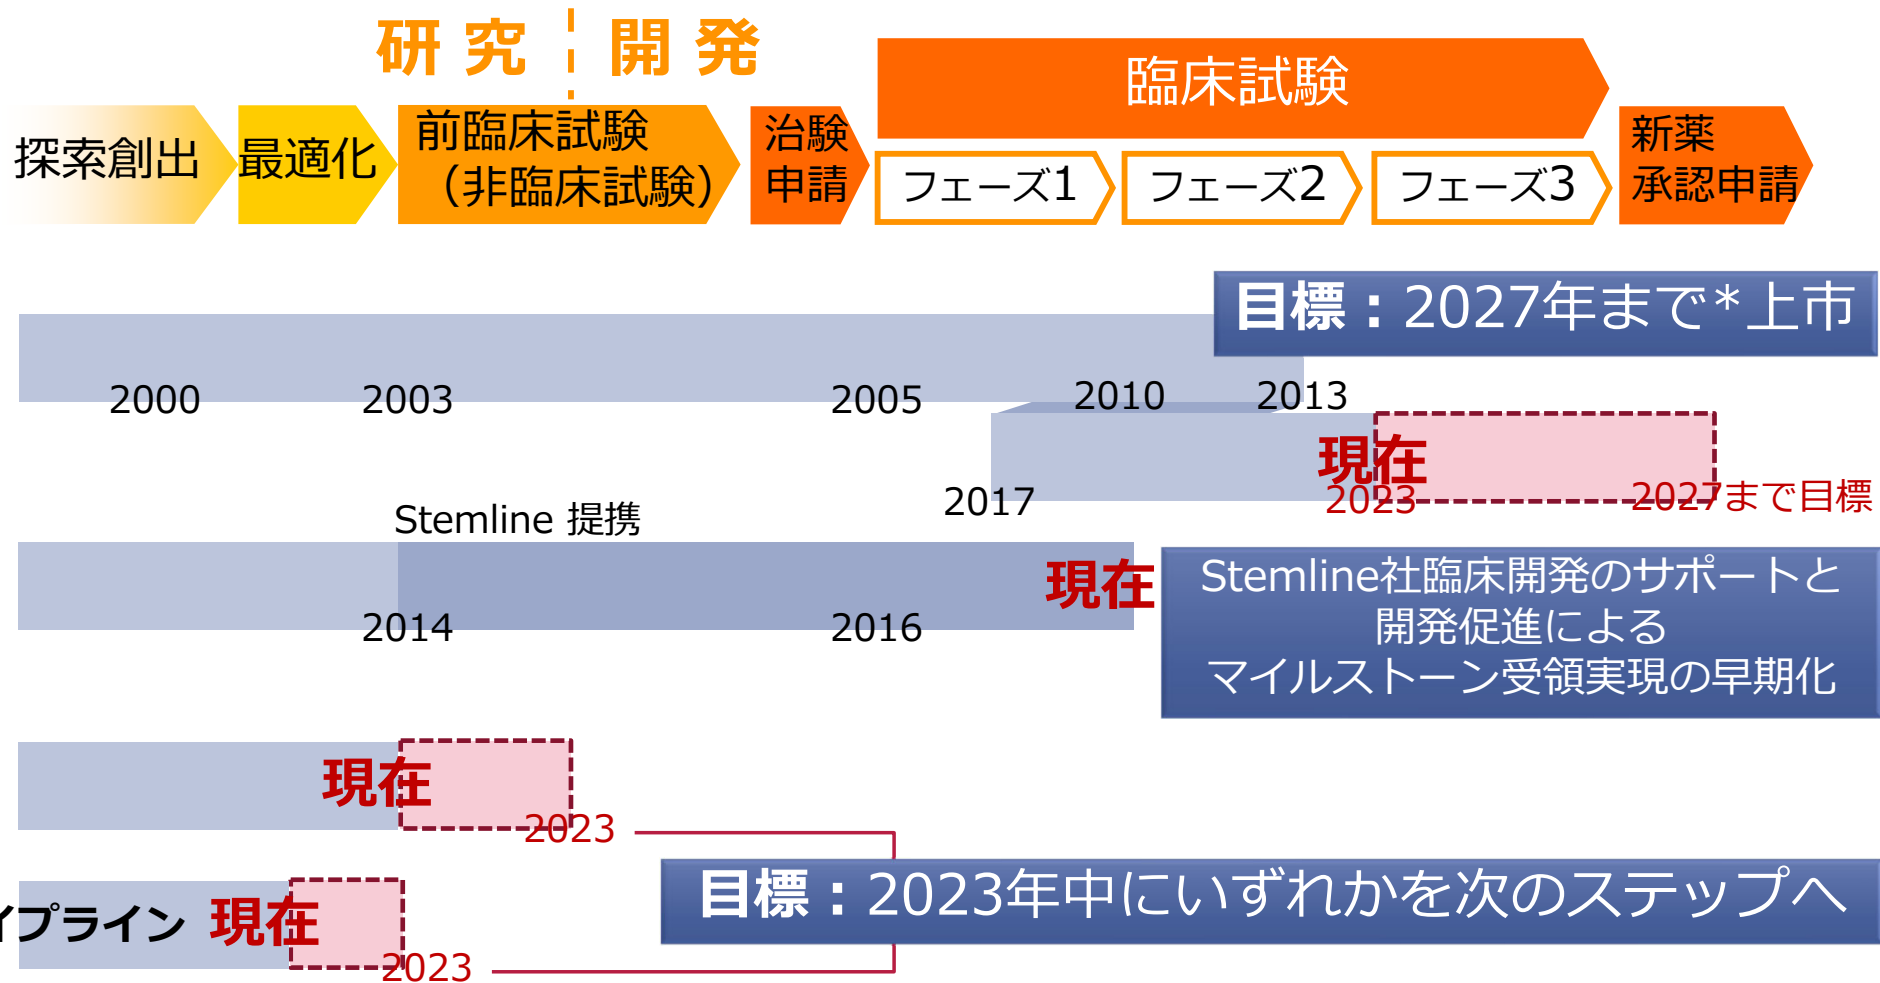 研 究
開 発
臨床試験
探索創出
最適化
前臨床試験
（非臨床試験）
治験
申請
フェーズ1
フェーズ2
フェーズ3
新薬
承認申請
目標：2027年まで*上市
2000
2003
2005
2010
2013
現在
2017
2023
2027まで目標
Stemline 提携
現在
2014
2016
Stemline社臨床開発のサポートと
開発促進による
マイルストーン受領実現の早期化
現在
2023
目標：2023年中にいずれかを次のステップへ
イプライン
現在
2023